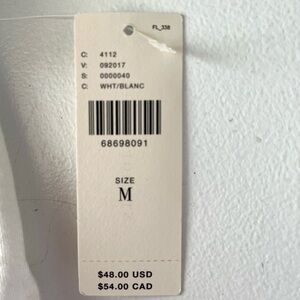 FL_338
C: 4112
V: 092017
S: 0000040
C: WHT/BLANC
68698091
SIZE
M
$48.00 USD
$54.00 CAD